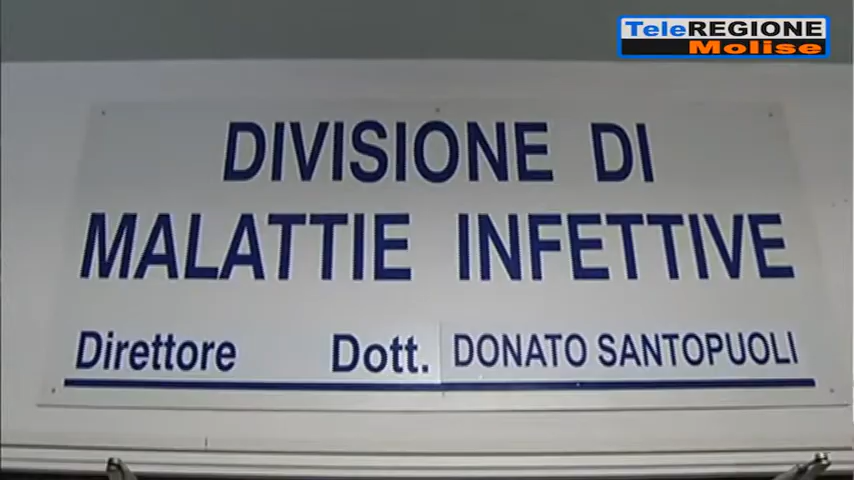 TeleREGIONE
Molise
DIVISIONE DI
MALATTIE INFETTIVE
Direttore Dott. DONATO SANTOPUOLI